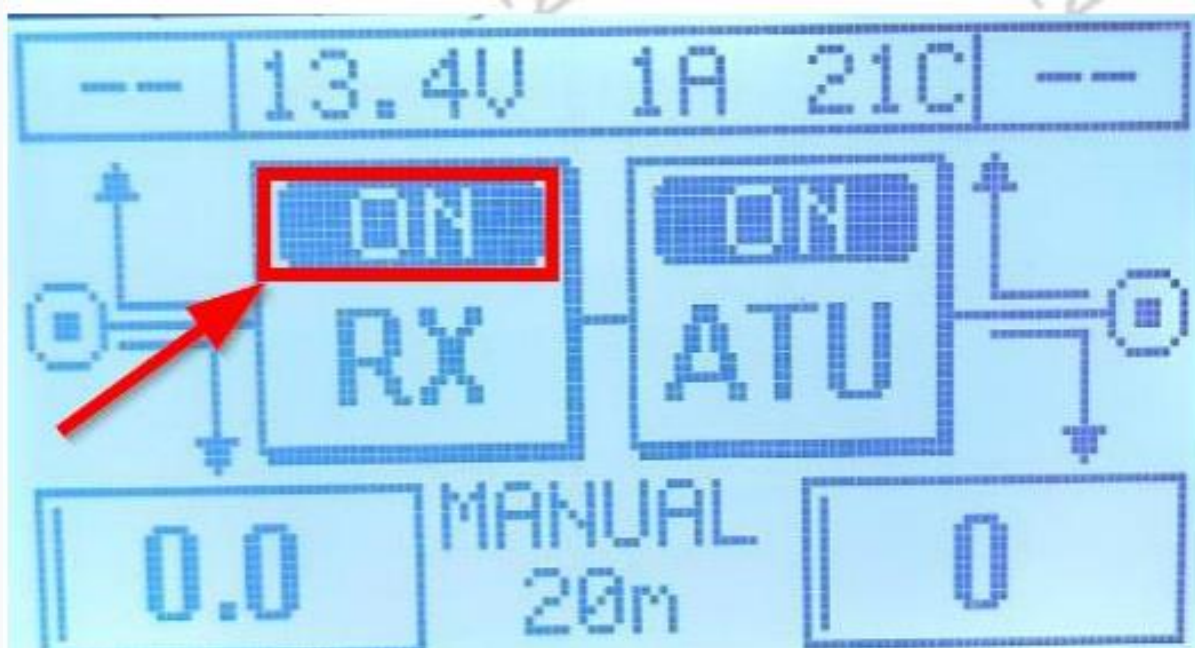 -- 13.4V 1A 21C --
ON ON
RX ATU
MANUAL
0.0 20m 0